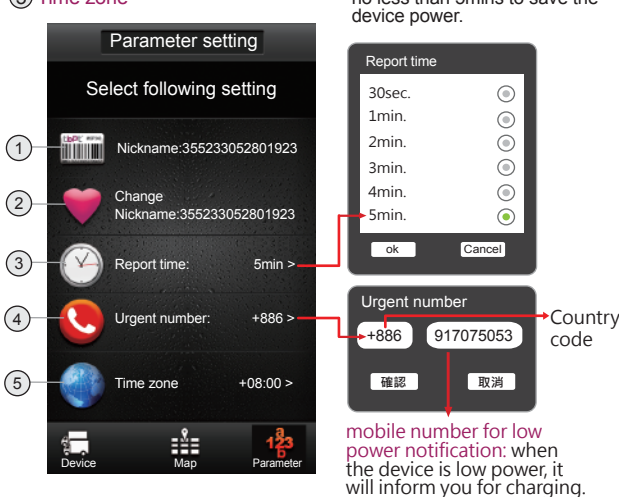 ⑤ Time zone
no less than 5mins to save the
device power.
Parameter setting
Select following setting
① Nickname:355233052801923
② Change
Nickname:355233052801923
③ Report time: 5min >
④ Urgent number: +886 >
⑤ Time zone +08:00 >
Device Map Parameter
Report time
30sec.
1min.
2min.
3min.
4min.
5min.
ok Cancel
Urgent number
+886 917075053
Country
code
確認 取消
mobile number for low
power notification: when
the device is low power, it
will inform you for charging.